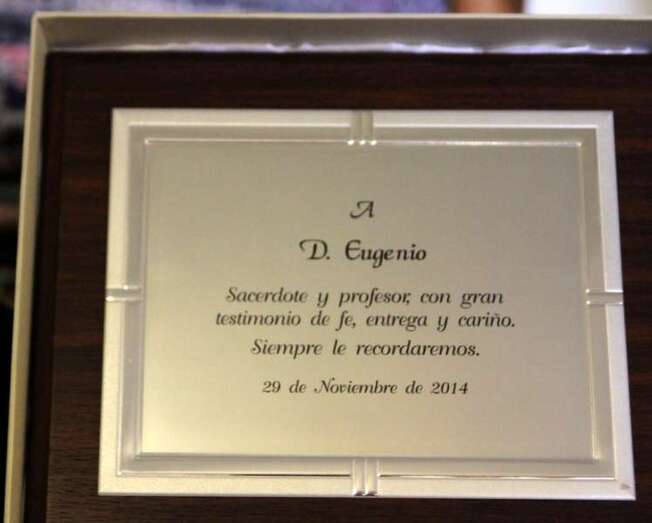 A
D. Eugenio
Sacerdote y profesor, con gran
testimonio de fe, entrega y cariño.
Siempre le recordaremos.
29 de Noviembre de 2014